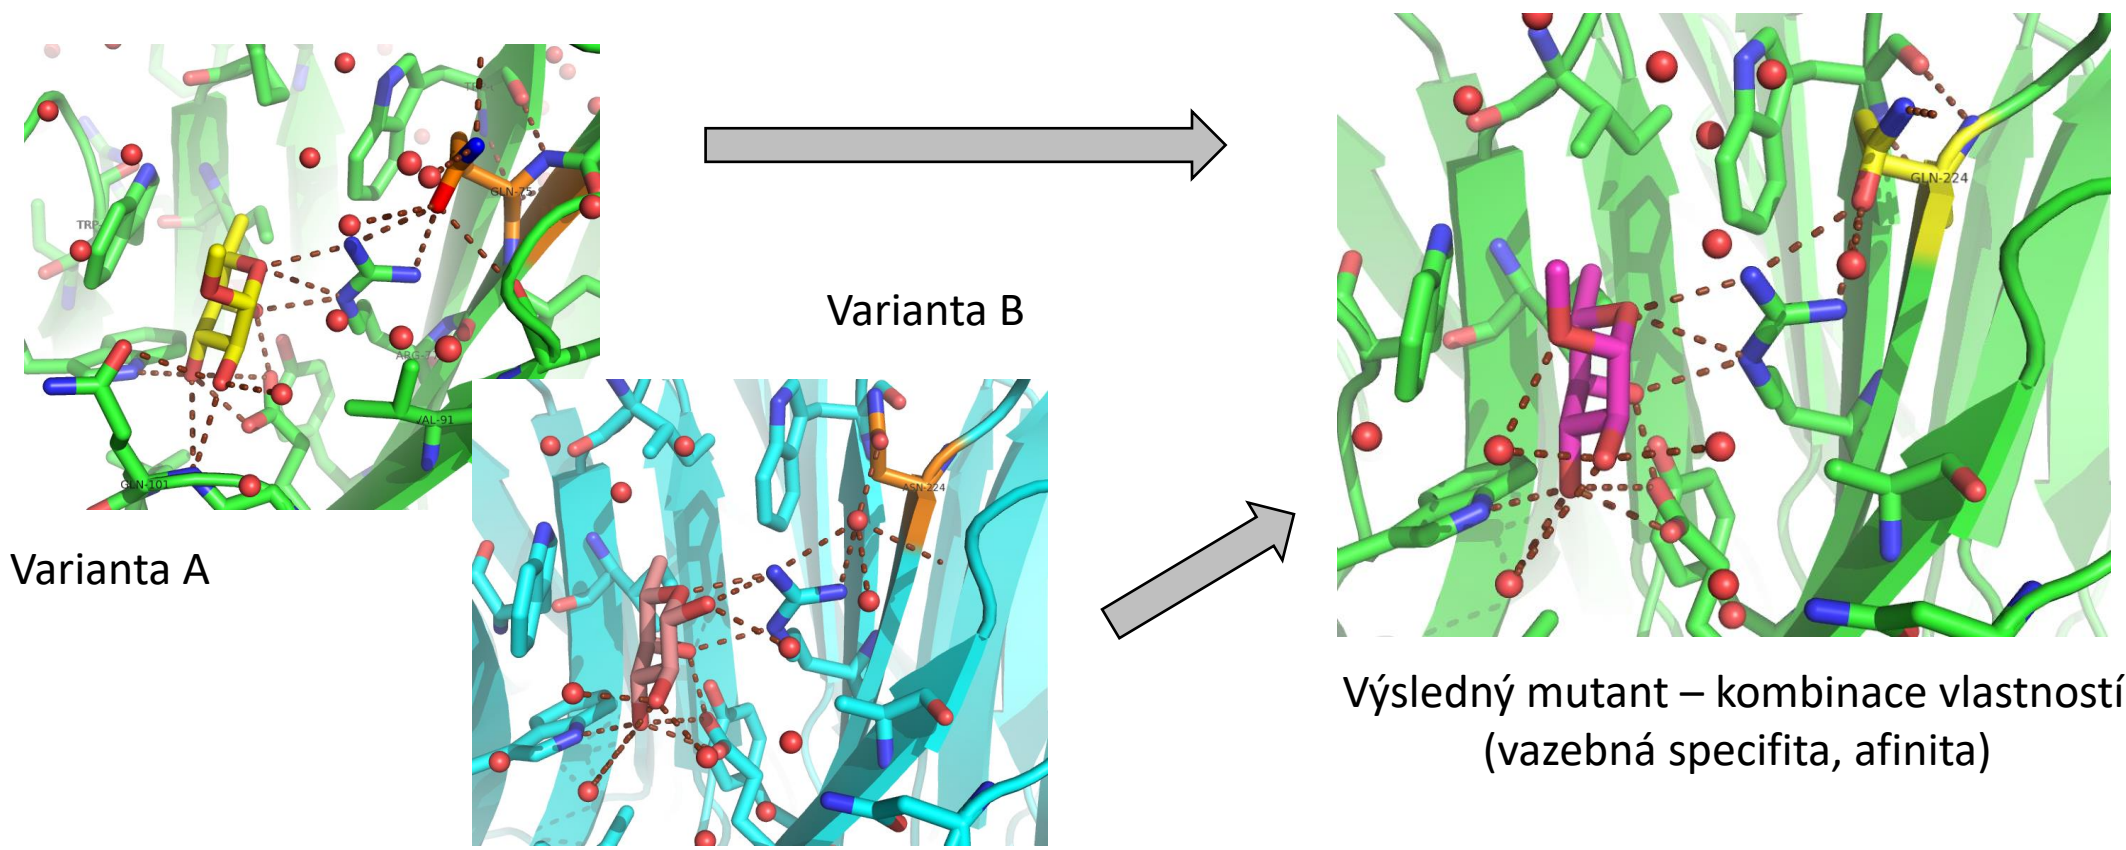 GLN-75
VAL-91
GLN-101
Varianta A
Varianta B
ASN-224
GLN-224
Výsledný mutant – kombinace vlastností
(vazebná specifita, afinita)